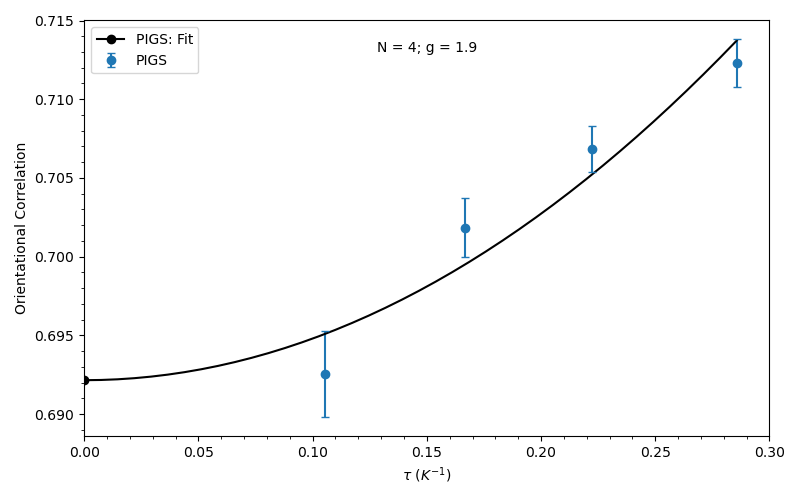 0.715
0.710
0.705
0.700
0.695
0.690
Orientational Correlation
PIGS: Fit
PIGS
N = 4; g = 1.9
0.00 0.05 0.10 0.15 0.20 0.25 0.30
τ (K⁻¹)